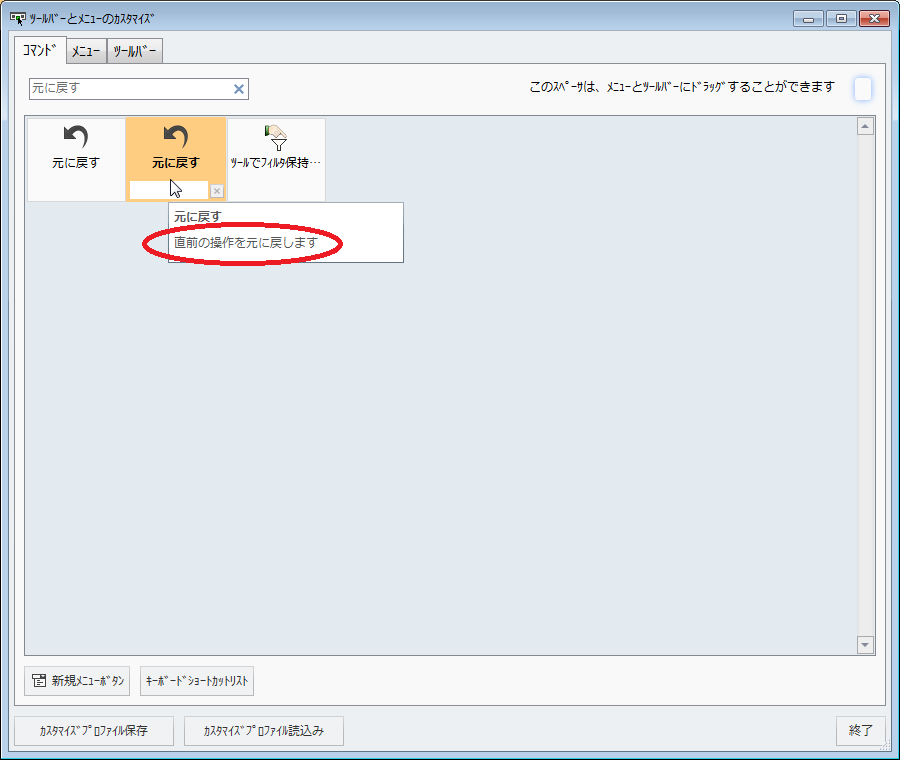 ﾂｰﾙﾊﾞｰとﾒﾆｭｰのｶｽﾀﾏｲｽﾞ
ｺﾏﾝﾄﾞ ﾒﾆｭｰ ﾂｰﾙﾊﾞｰ
元に戻す
このｽﾍﾟｰｻは、ﾒﾆｭｰとﾂｰﾙﾊﾞｰにﾄﾞﾗｯｸﾞすることができます
元に戻す 元に戻す ﾂｰﾙでﾌｨﾙﾀ保持…
元に戻す
直前の操作を元に戻します
新規ﾒﾆｭｰﾎﾞﾀﾝ ｷｰﾎﾞｰﾄﾞｼｮｰﾄｶｯﾄﾘｽﾄ
ｶｽﾀﾏｲｽﾞﾌﾟﾛﾌｧｲﾙ保存 ｶｽﾀﾏｲｽﾞﾌﾟﾛﾌｧｲﾙ読込み 終了